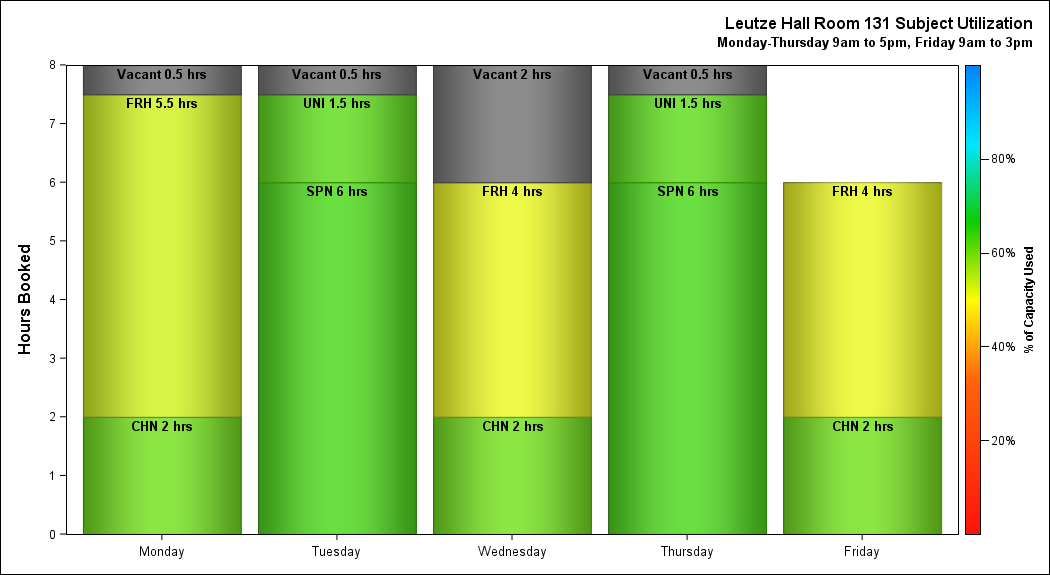 Leutze Hall Room 131 Subject Utilization
Monday-Thursday 9am to 5pm, Friday 9am to 3pm
Hours Booked
8
7
6
5
4
3
2
1
0
Vacant 0.5 hrs
FRH 5.5 hrs
CHN 2 hrs
Vacant 0.5 hrs
UNI 1.5 hrs
SPN 6 hrs
Vacant 2 hrs
FRH 4 hrs
CHN 2 hrs
Vacant 0.5 hrs
UNI 1.5 hrs
SPN 6 hrs
FRH 4 hrs
CHN 2 hrs
Monday
Tuesday
Wednesday
Thursday
Friday
80%
60%
40%
20%
% of Capacity Used